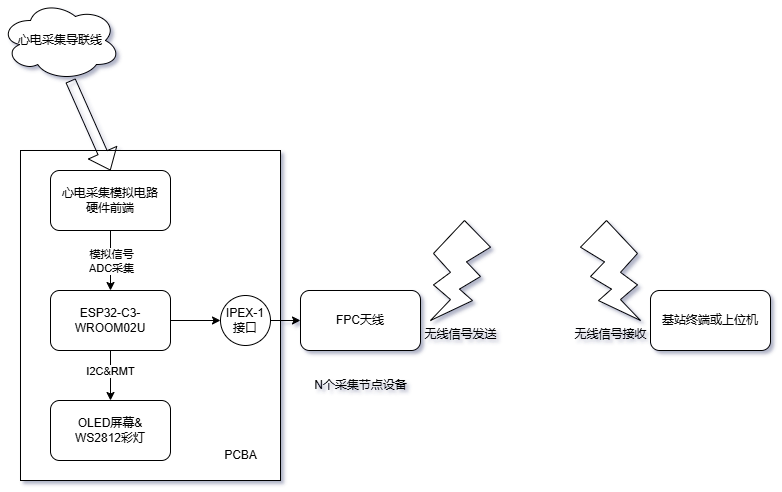 心电采集导联线
心电采集模拟电路
硬件前端
模拟信号
ADC采集
ESP32-C3-
WROOM02U
IPEX-1
接口
FPC天线
无线信号发送
无线信号接收
基站终端或上位机
I2C&RMT
N个采集节点设备
OLED屏幕&
WS2812彩灯
PCBA